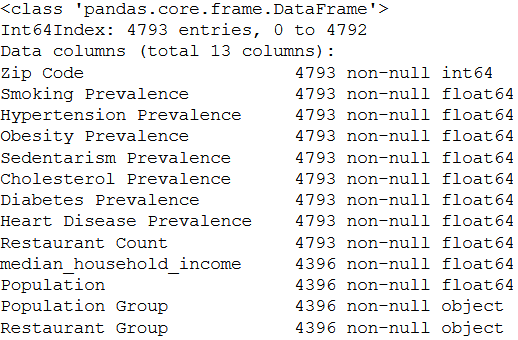 <class 'pandas.core.frame.DataFrame'>
Int64Index: 4793 entries, 0 to 4792
Data columns (total 13 columns):
Zip Code                    4793 non-null int64
Smoking Prevalence          4793 non-null float64
Hypertension Prevalence     4793 non-null float64
Obesity Prevalence          4793 non-null float64
Sedentarism Prevalence      4793 non-null float64
Cholesterol Prevalence      4793 non-null float64
Diabetes Prevalence         4793 non-null float64
Heart Disease Prevalence    4793 non-null float64
Restaurant Count            4793 non-null float64
median_household_income     4396 non-null float64
Population                  4396 non-null float64
Population Group            4396 non-null object
Restaurant Group            4396 non-null object